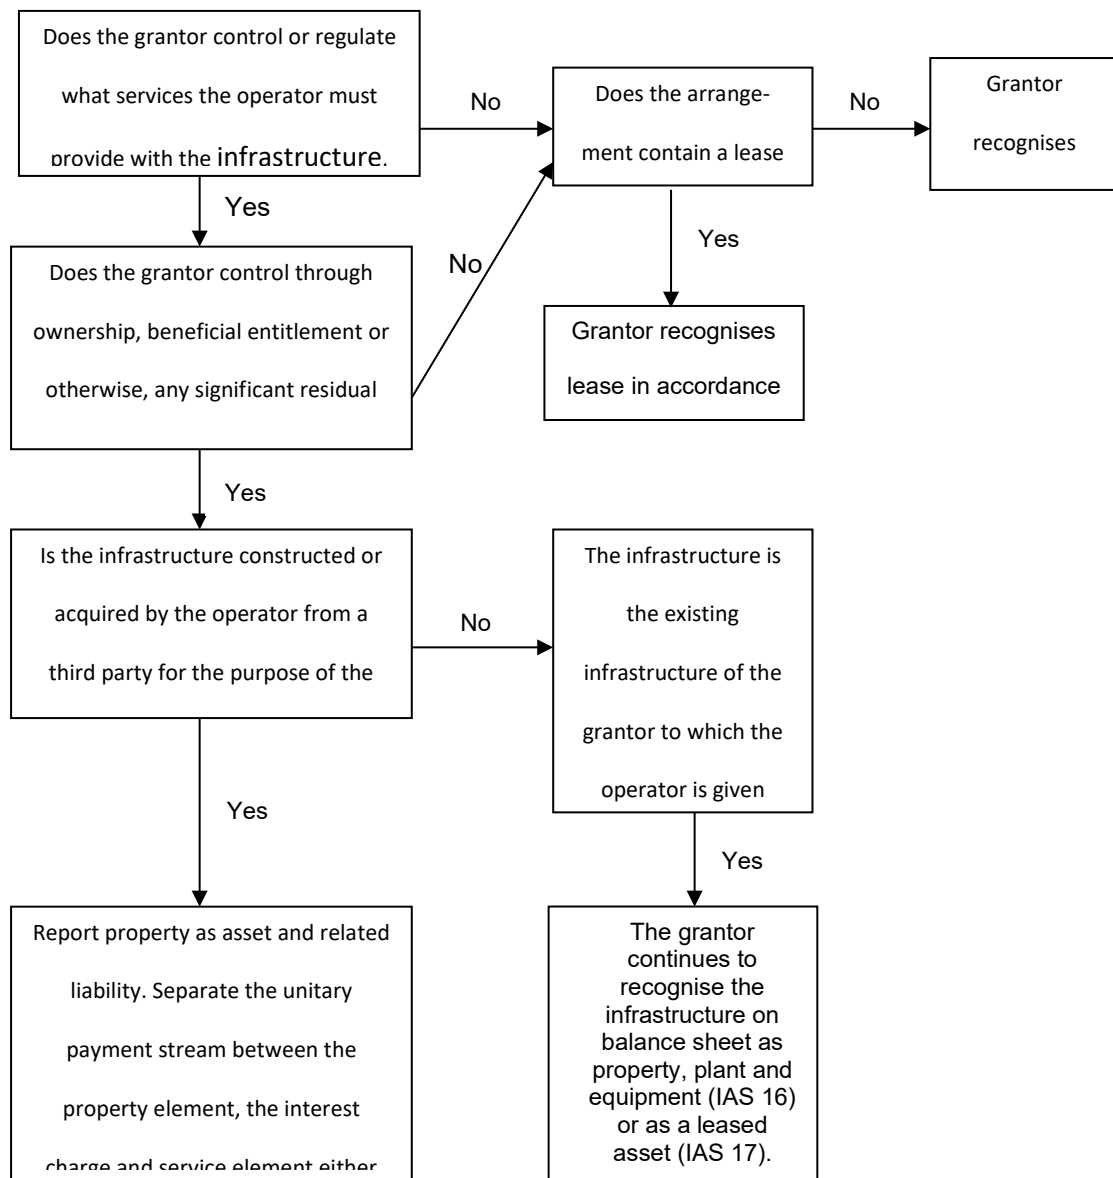 Does the grantor control or regulate
what services the operator must
provide with the infrastructure.
No
Does the arrange-
ment contain a lease
No
Grantor
recognises
Yes
Yes
Does the grantor control through
ownership, beneficial entitlement or
otherwise, any significant residual
No
Grantor recognises
lease in accordance
Yes
Is the infrastructure constructed or
acquired by the operator from a
third party for the purpose of the
No
The infrastructure is
the existing
infrastructure of the
grantor to which the
operator is given
Yes
Yes
Report property as asset and related
liability. Separate the unitary
payment stream between the
property element, the interest
charge and service element either
The grantor
continues to
recognise the
infrastructure on
balance sheet as
property, plant and
equipment (IAS 16)
or as a leased
asset (IAS 17).